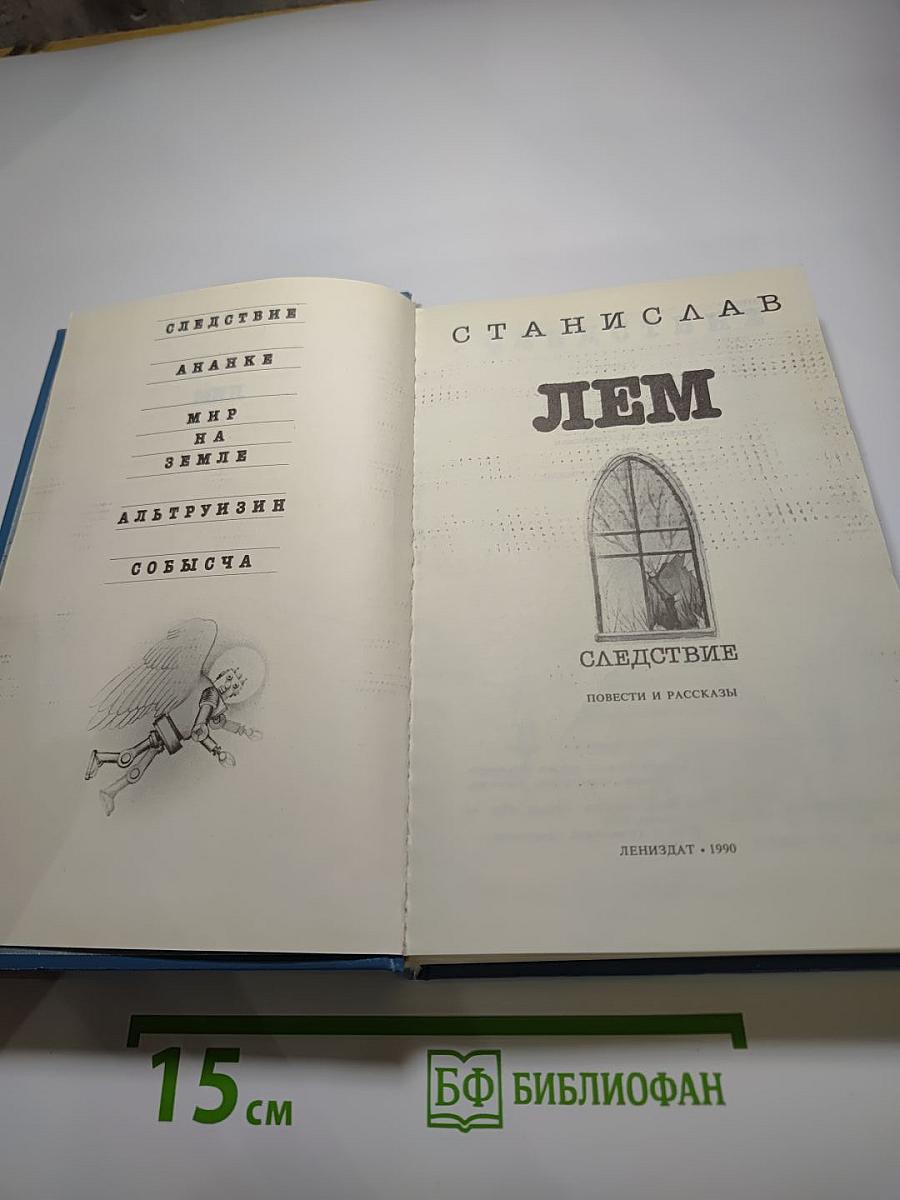 СЛЕДСТВИЕ
АНАНКЕ
МИР
НА
ЗЕМЛЕ
АЛЬТРУИЗИН
СОБЫСЧА
СТАНИСЛАВ
ЛЕМ
СЛЕДСТВИЕ
ПОВЕСТИ И РАССКАЗЫ
ЛЕНИЗДАТ • 1990
15 см
БФ БИБЛИОФАН